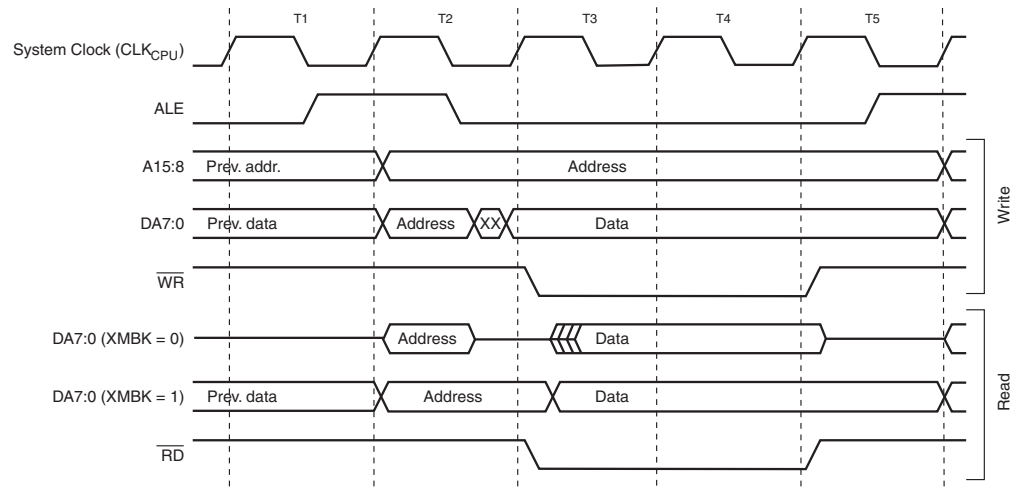 T1 T2 T3 T4 T5
System Clock (CLKCPU)
ALE
A15:8 Prev. addr. Address
DA7:0 Prev. data Address XX Data
WR
Write
DA7:0 (XMBK = 0) Address Data
DA7:0 (XMBK = 1) Prev. data Address Data
RD
Read